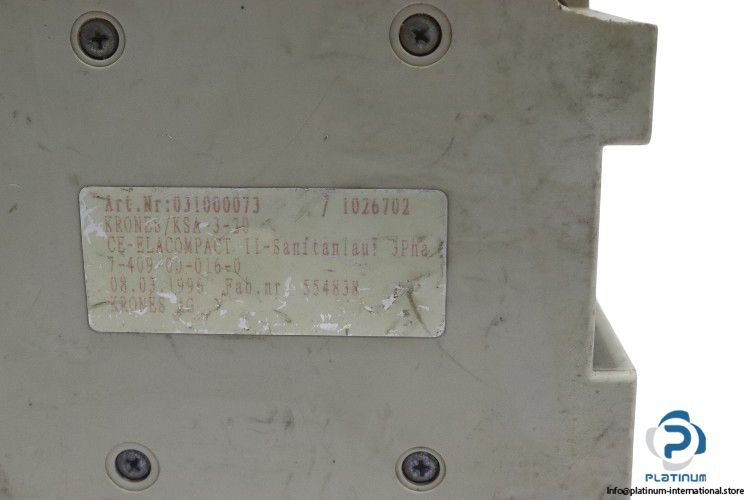 Art.Nr:031000073 / 1026702
KRONES/KSA-3-20
CE-ELACOMPACT II-Sanftanlauf 3Pha
7-409-00-016-0
08.03.1996 Fab.nr: 554838
KRONES AG
PLATINUM
Info@platinum-international.store